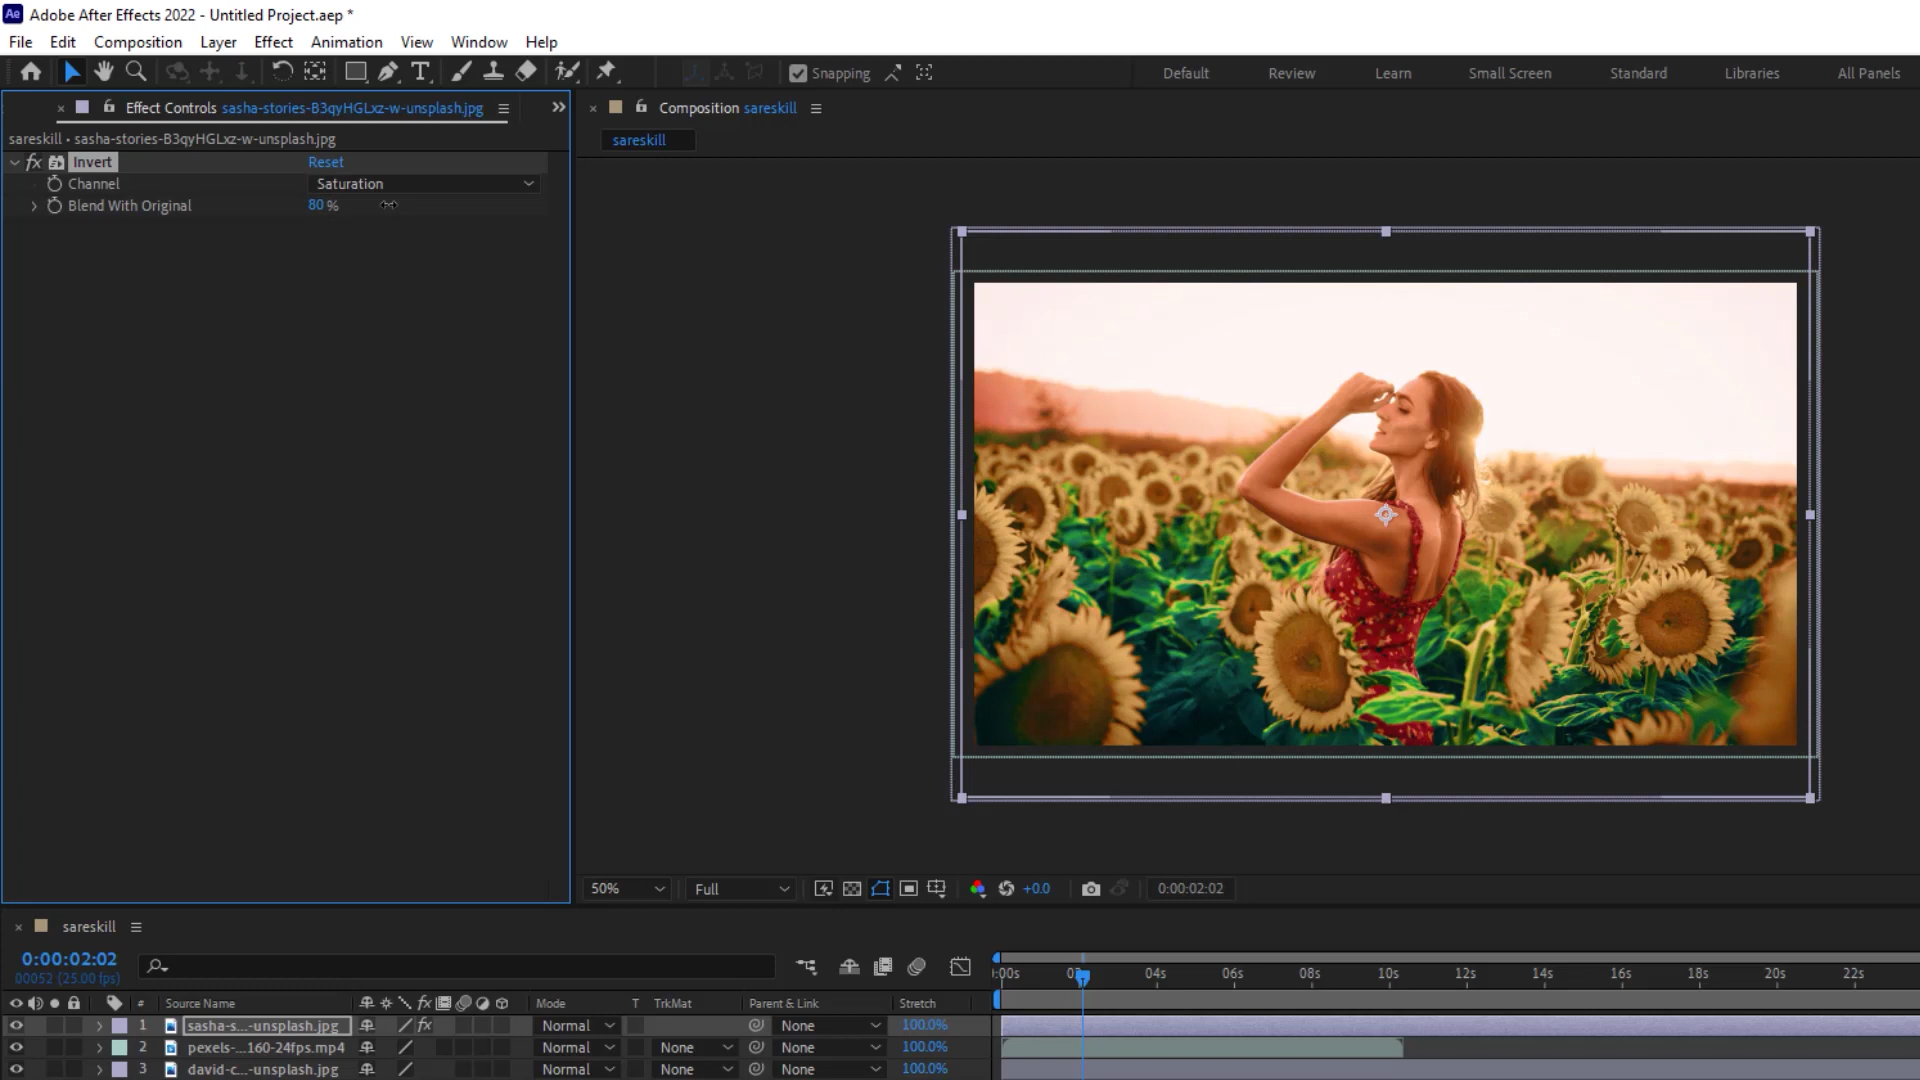 Ae Adobe After Effects 2022 - Untitled Project.aep *
File Edit Composition Layer Effect Animation View Window Help
Snapping Default Review Learn Small Screen Standard Libraries All Panels
× Effect Controls sasha-stories-B3qyHGLxz-w-unsplash.jpg
× Composition sareskill
sareskill • sasha-stories-B3qyHGLxz-w-unsplash.jpg
sareskill
fx Invert Reset
Channel Saturation
Blend With Original 80 %
50% Full +0.0 0:00:02:02
× sareskill
0:00:02:02
00052 (25.00 fps)
:00s 04s 06s 08s 10s 12s 14s 16s 18s 20s 22s
# Source Name fx Mode T TrkMat Parent & Link Stretch
1 sasha-s...-unsplash.jpg fx Normal None 100.0%
2 pexels-...160-24fps.mp4 Normal None None 100.0%
3 david-c...-unsplash.jpg Normal None None 100.0%